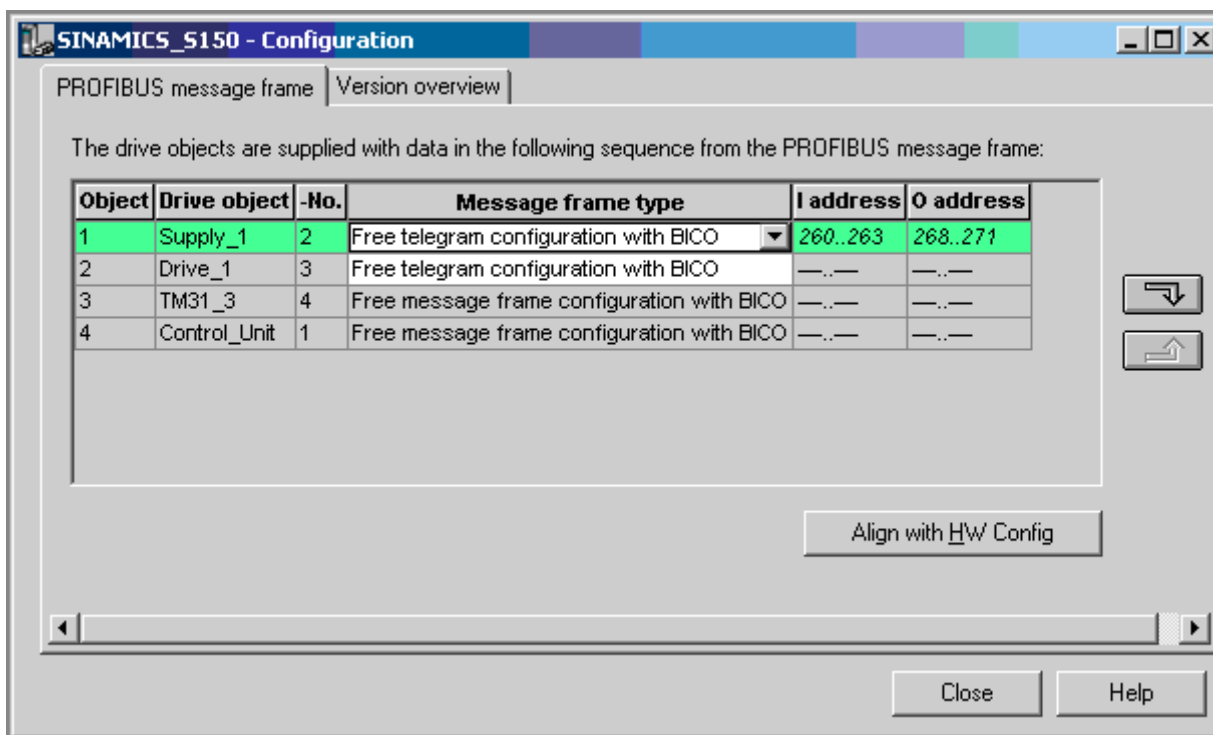 SINAMICS_S150 - Configuration
PROFIBUS message frame Version overview
The drive objects are supplied with data in the following sequence from the PROFIBUS message frame:
Object Drive object -No. Message frame type I address O address
1 Supply_1 2 Free telegram configuration with BICO 260..263 268..271
2 Drive_1 3 Free telegram configuration with BICO —..— —..—
3 TM31_3 4 Free message frame configuration with BICO —..— —..—
4 Control_Unit 1 Free message frame configuration with BICO —..— —..—
Align with HW Config
Close Help